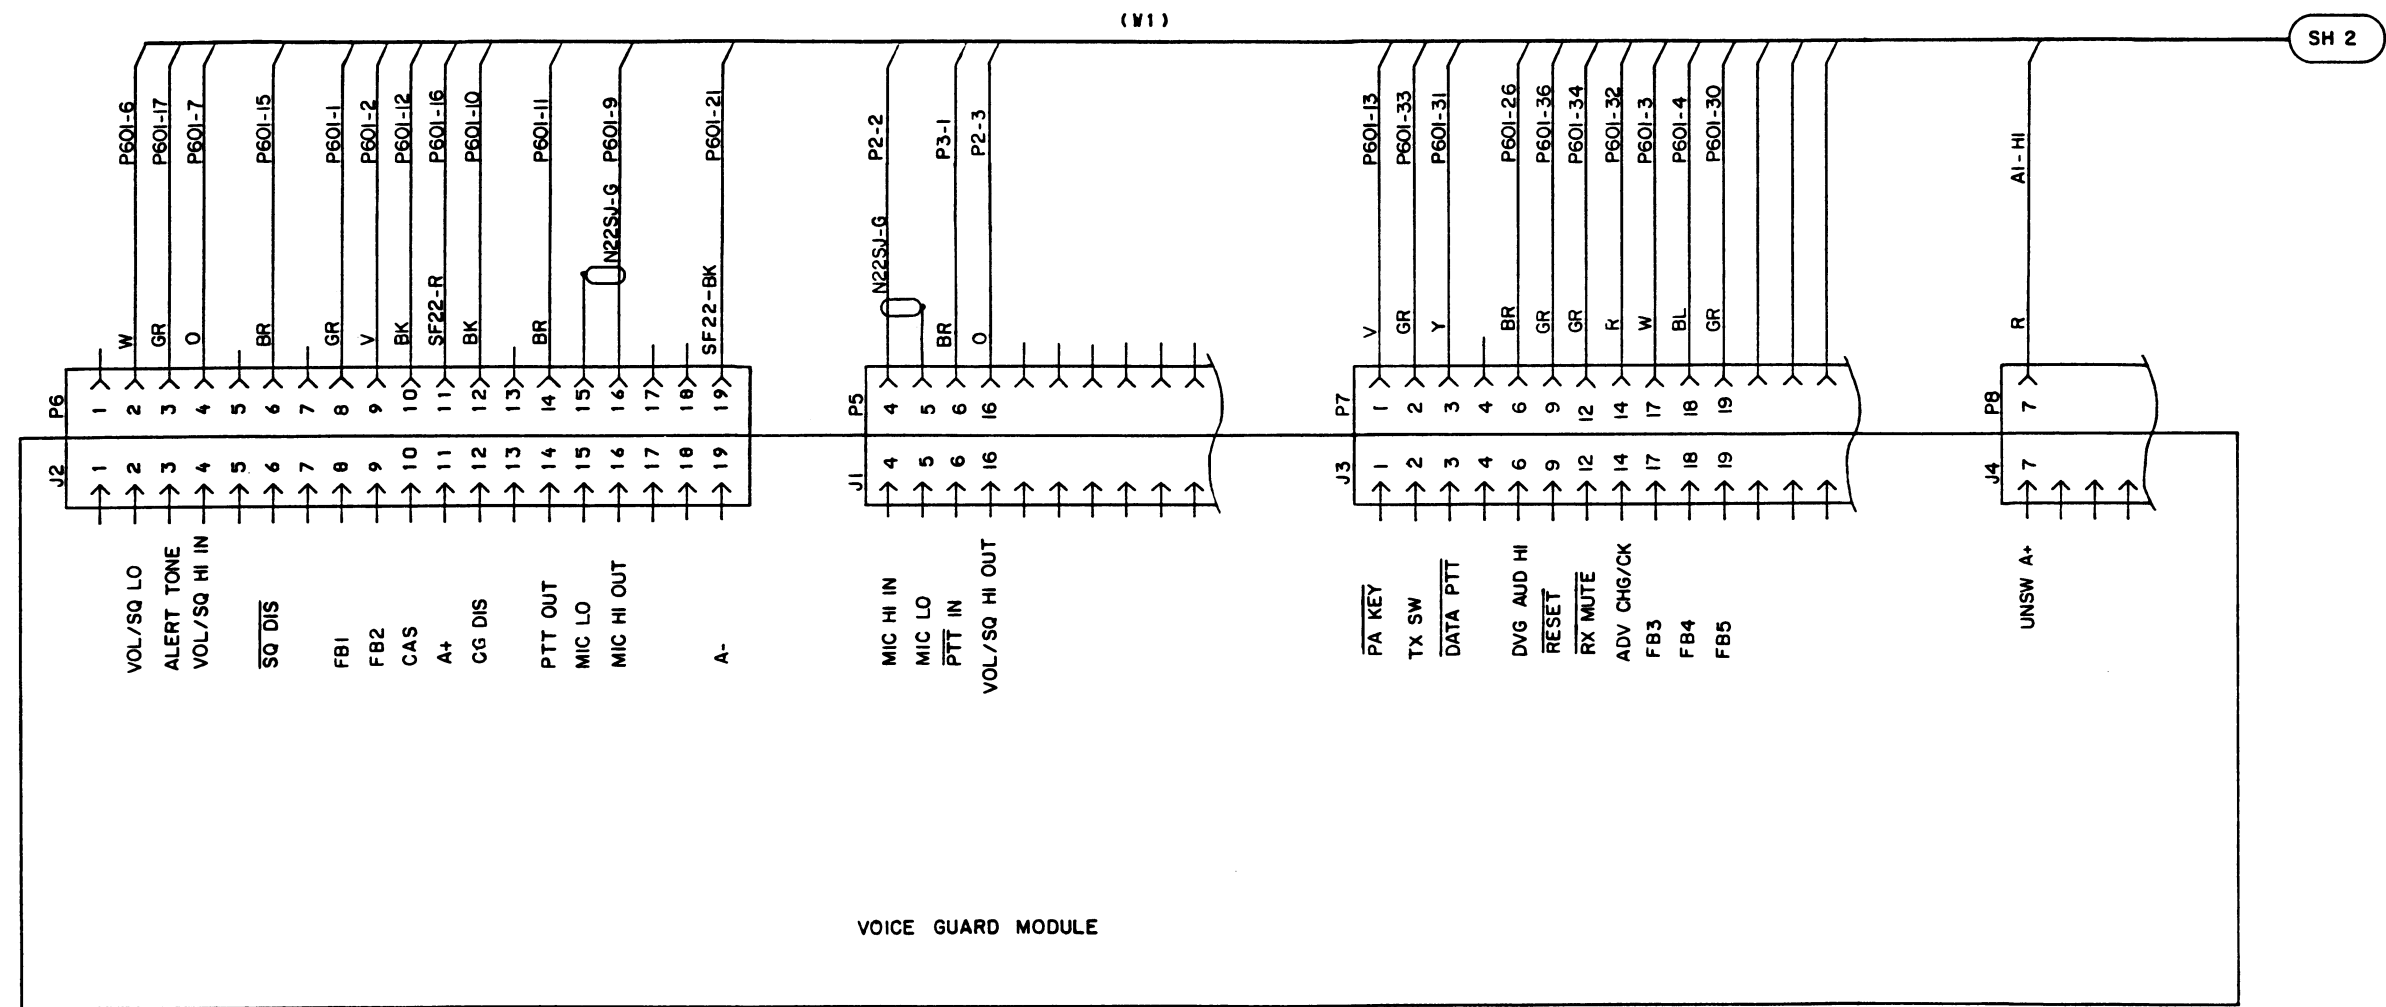 (W1)
SH 2
P601-6
P601-17
P601-7
P601-15
P601-1
P601-2
P601-12
P601-16
P601-10
P601-11
P601-9
P601-21
P2-2
P3-1
P2-3
P601-13
P601-33
P601-31
P601-26
P601-36
P601-34
P601-32
P601-3
P601-4
P601-30
A1-H1
N22SJ-G
N22SJ-G
W
GR
O
BR
GR
V
BK
SF22-R
BK
BR
SF22-BK
BR
O
V
GR
Y
BR
GR
GR
R
W
BL
GR
R
P6
1 2 3 4 5 6 7 8 9 10 11 12 13 14 15 16 17 18 19
P5
4 5 6 16
P7
1 2 3 4 6 9 12 14 17 18 19
P8
7
J2
1 2 3 4 5 6 7 8 9 10 11 12 13 14 15 16 17 18 19
J1
4 5 6 16
J3
1 2 3 4 6 9 12 14 17 18 19
J4
7
VOL/SQ LO
ALERT TONE
VOL/SQ HI IN
SQ DIS
FB1
FB2
CAS
A+
CG DIS
PTT OUT
MIC LO
MIC HI OUT
A-
MIC HI IN
MIC LO
PTT IN
VOL/SQ HI OUT
PA KEY
TX SW
DATA PTT
DVG AUD HI
RESET
RX MUTE
ADV CHG/CK
FB3
FB4
FB5
UNSW A+
VOICE GUARD MODULE